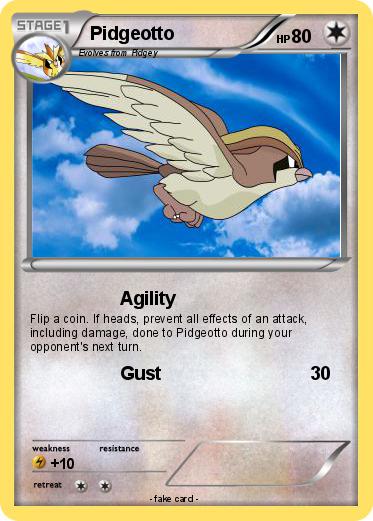 STAGE1
Pidgeotto
HP80
Evolves from Pidgey
Agility
Flip a coin. If heads, prevent all effects of an attack,
including damage, done to Pidgeotto during your
opponent's next turn.
Gust 30
weakness resistance
+10
retreat
- fake card -